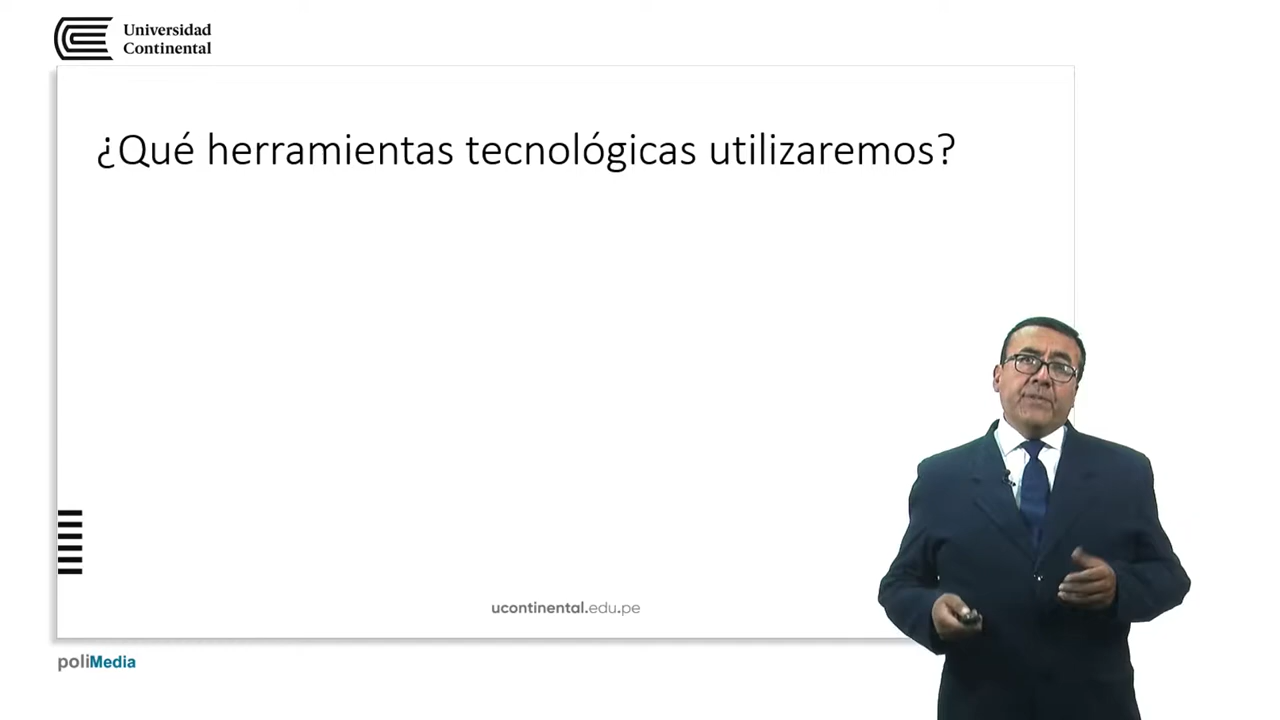 Universidad
Continental
¿Qué herramientas tecnológicas utilizaremos?
ucontinental.edu.pe
poliMedia